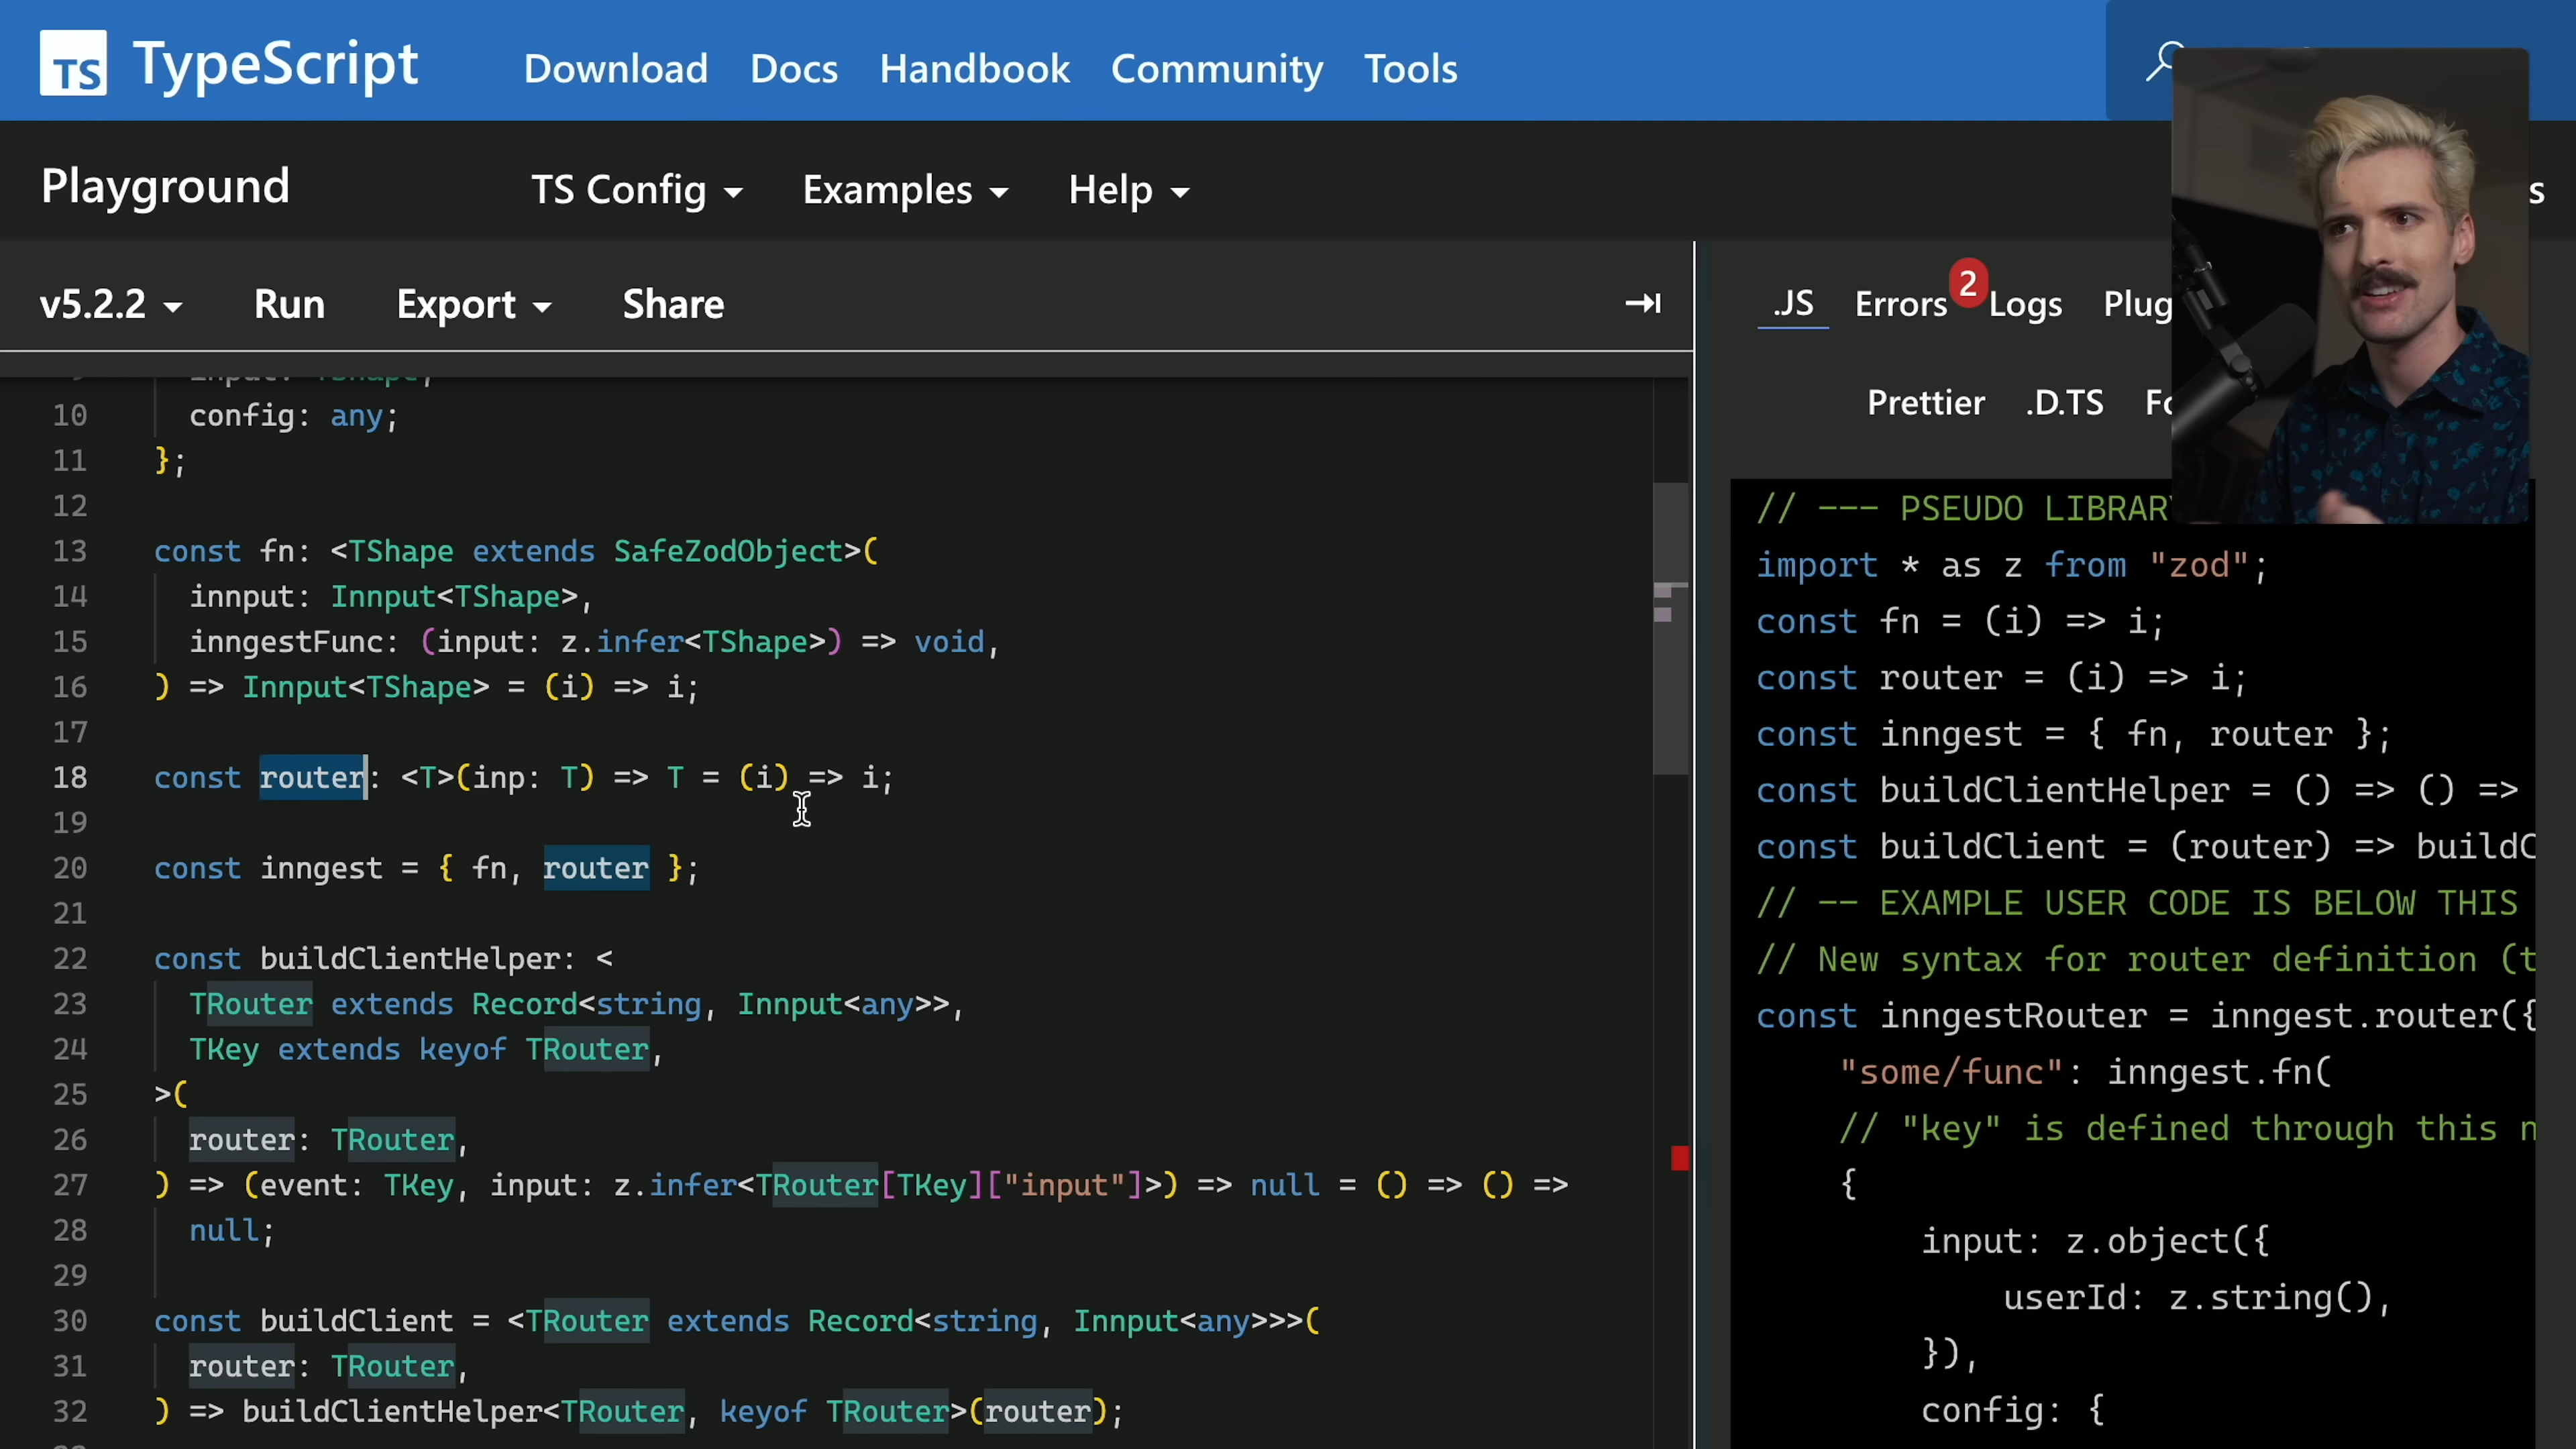 TS TypeScript Download Docs Handbook Community Tools
Playground TS Config Examples Help s
v5.2.2 Run Export Share
.JS Errors 2 Logs Plug
Prettier .D.TS
10 config: any;
11 };
12
13 const fn: <TShape extends SafeZodObject>(
14 innput: Innput<TShape>,
15 inngestFunc: (input: z.infer<TShape>) => void,
16 ) => Innput<TShape> = (i) => i;
17
18 const router: <T>(inp: T) => T = (i) => i;
19
20 const inngest = { fn, router };
21
22 const buildClientHelper: <
23 TRouter extends Record<string, Innput<any>>,
24 TKey extends keyof TRouter,
25 >(
26 router: TRouter,
27 ) => (event: TKey, input: z.infer<TRouter[TKey]["input"]>) => null = () => () =>
28 null;
29
30 const buildClient = <TRouter extends Record<string, Innput<any>>>(
31 router: TRouter,
32 ) => buildClientHelper<TRouter, keyof TRouter>(router);
// --- PSEUDO LIBRARY
import * as z from "zod";
const fn = (i) => i;
const router = (i) => i;
const inngest = { fn, router };
const buildClientHelper = () => () =>
const buildClient = (router) => buildC
// -- EXAMPLE USER CODE IS BELOW THIS
// New syntax for router definition (t
const inngestRouter = inngest.router({
"some/func": inngest.fn(
// "key" is defined through this n
{
input: z.object({
userId: z.string(),
}),
config: {